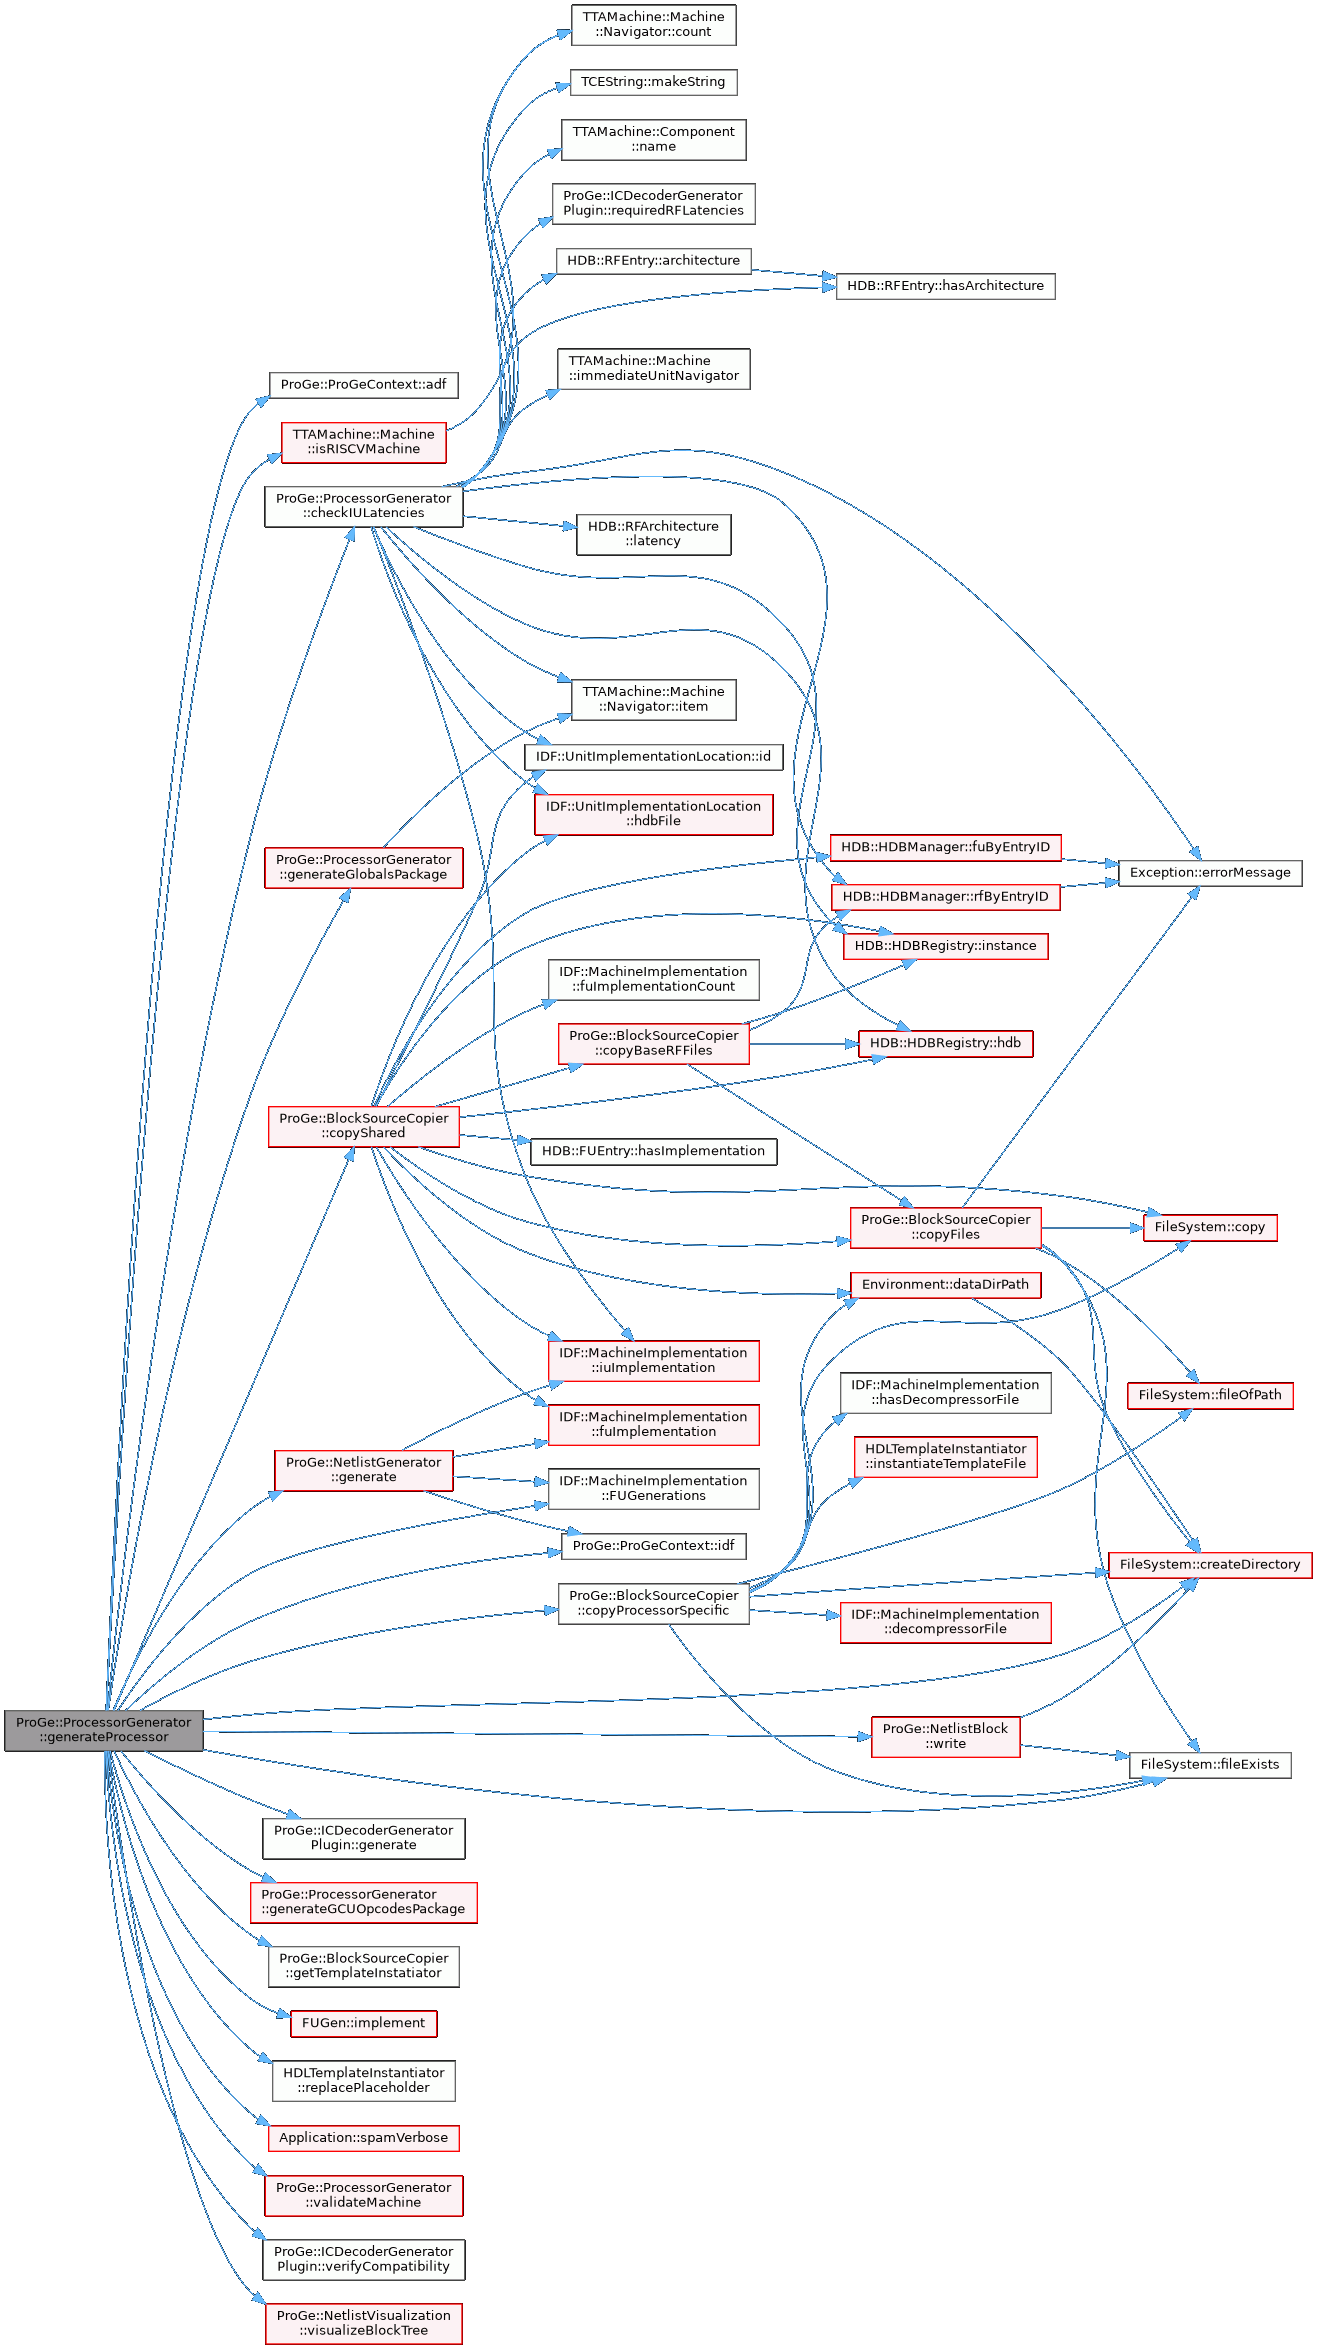 TTAMachine::Machine
::Navigator::count
TCEString::makeString
TTAMachine::Component
::name
ProGe::ICDecoderGenerator
Plugin::requiredRFLatencies
HDB::RFEntry::architecture
HDB::RFEntry::hasArchitecture
TTAMachine::Machine
::immediateUnitNavigator
ProGe::ProGeContext::adf
TTAMachine::Machine
::isRISCVMachine
ProGe::ProcessorGenerator
::checkIULatencies
HDB::RFArchitecture
::latency
TTAMachine::Machine
::Navigator::item
IDF::UnitImplementationLocation::id
IDF::UnitImplementationLocation
::hdbFile
ProGe::ProcessorGenerator
::generateGlobalsPackage
HDB::HDBManager::fuByEntryID
Exception::errorMessage
HDB::HDBManager::rfByEntryID
HDB::HDBRegistry::instance
IDF::MachineImplementation
::fuImplementationCount
ProGe::BlockSourceCopier
::copyBaseRFFiles
HDB::HDBRegistry::hdb
ProGe::BlockSourceCopier
::copyShared
HDB::FUEntry::hasImplementation
ProGe::BlockSourceCopier
::copyFiles
FileSystem::copy
Environment::dataDirPath
IDF::MachineImplementation
::iuImplementation
IDF::MachineImplementation
::hasDecompressorFile
FileSystem::fileOfPath
IDF::MachineImplementation
::fuImplementation
HDLTemplateInstantiator
::instantiateTemplateFile
ProGe::NetlistGenerator
::generate
IDF::MachineImplementation
::FUGenerations
ProGe::ProGeContext::idf
FileSystem::createDirectory
ProGe::BlockSourceCopier
::copyProcessorSpecific
IDF::MachineImplementation
::decompressorFile
ProGe::ProcessorGenerator
::generateProcessor
ProGe::NetlistBlock
::write
FileSystem::fileExists
ProGe::ICDecoderGenerator
Plugin::generate
ProGe::ProcessorGenerator
::generateGCUOpcodesPackage
ProGe::BlockSourceCopier
::getTemplateInstatiator
FUGen::implement
HDLTemplateInstantiator
::replacePlaceholder
Application::spamVerbose
ProGe::ProcessorGenerator
::validateMachine
ProGe::ICDecoderGenerator
Plugin::verifyCompatibility
ProGe::NetlistVisualization
::visualizeBlockTree